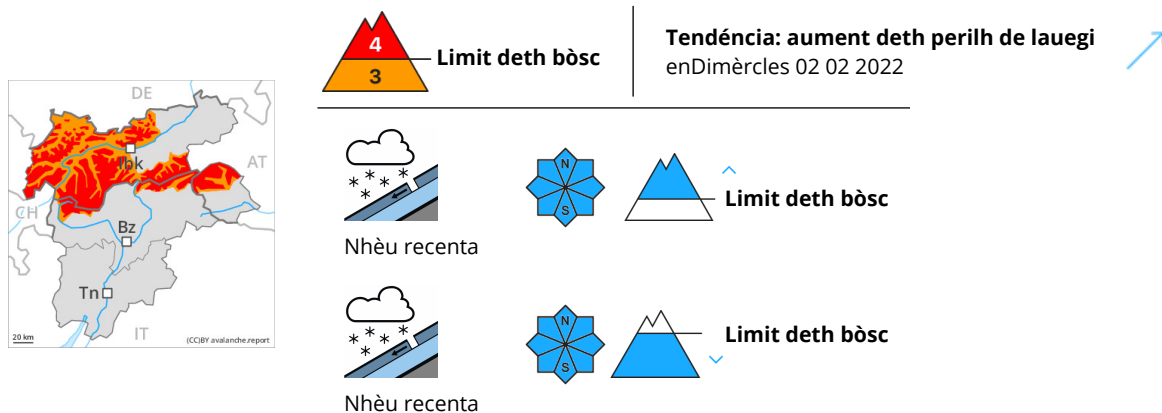 4
3
Limit deth bòsc
Tendéncia: aument deth perilh de lauegi
enDimèrcles 02 02 2022
DE
Ibk
AT
CH
Bz
Tn
IT
20 km
(CC)BY avalanche.report
N
S
Limit deth bòsc
Nhèu recenta
N
S
Limit deth bòsc
Nhèu recenta